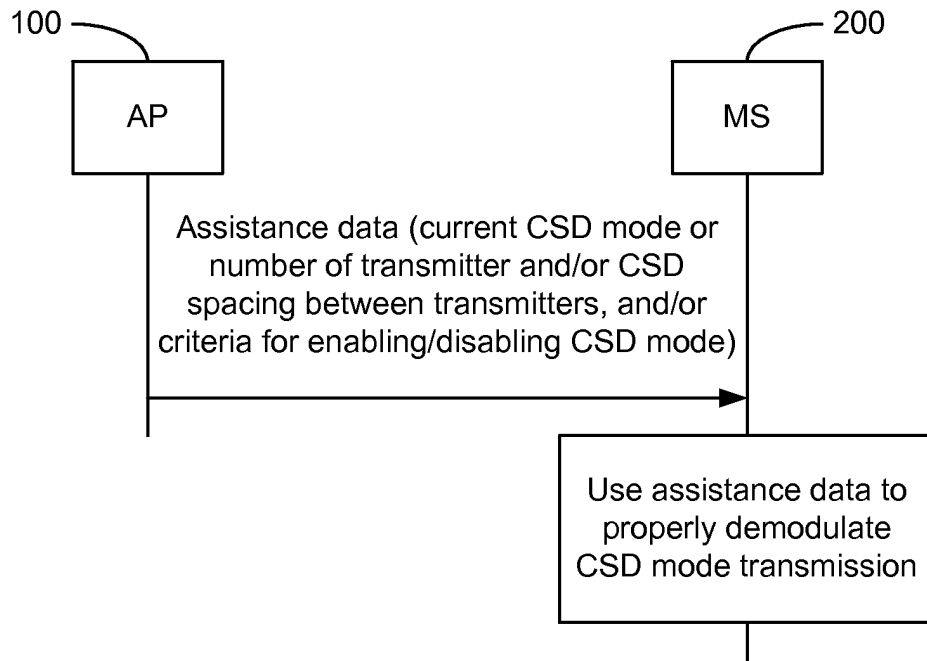 100
200
AP
MS
Assistance data (current CSD mode or
number of transmitter and/or CSD
spacing between transmitters, and/or
criteria for enabling/disabling CSD mode)
Use assistance data to
properly demodulate
CSD mode transmission